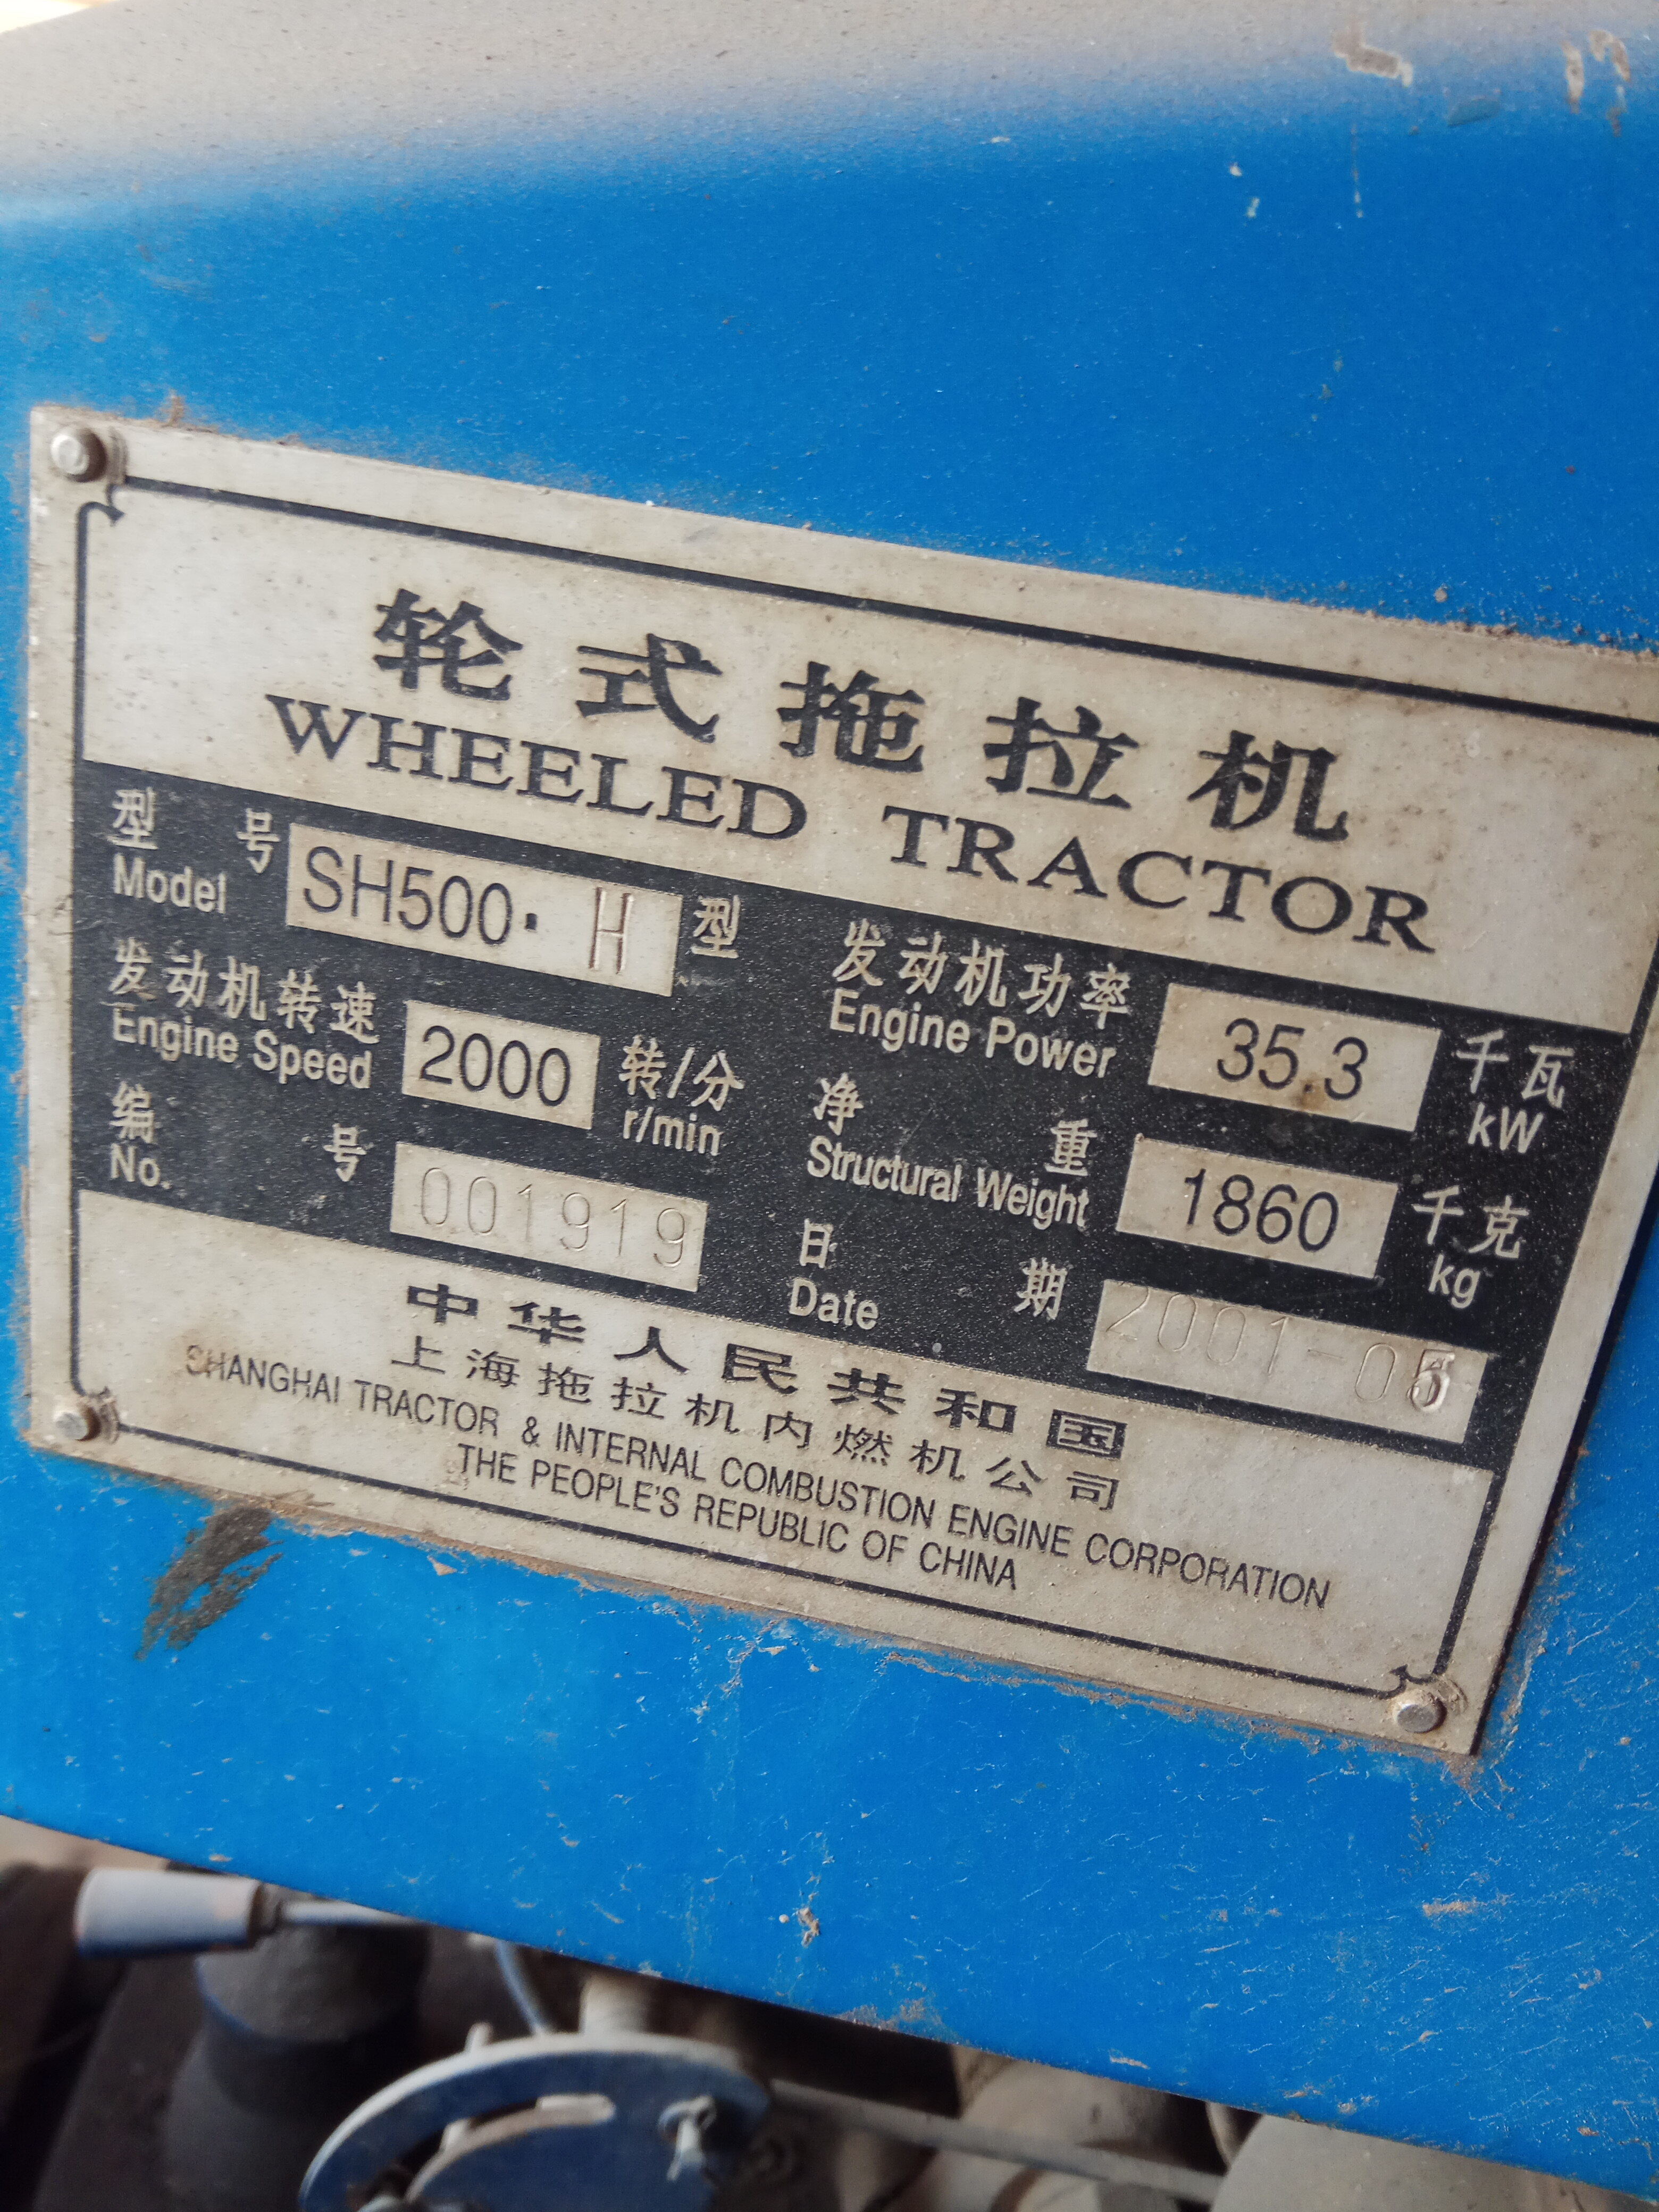 轮式拖拉机
WHEELED TRACTOR
型号 SH500· H 型
Model
发动机功率 35.3 千瓦
Engine Power kW
发动机转速 2000 转/分
Engine Speed r/min
净重 1860 千克
Structural Weight kg
编号 001919
No.
日期 2001-05
Date
中华人民共和国
上海拖拉机内燃机公司
SHANGHAI TRACTOR & INTERNAL COMBUSTION ENGINE CORPORATION
THE PEOPLE'S REPUBLIC OF CHINA